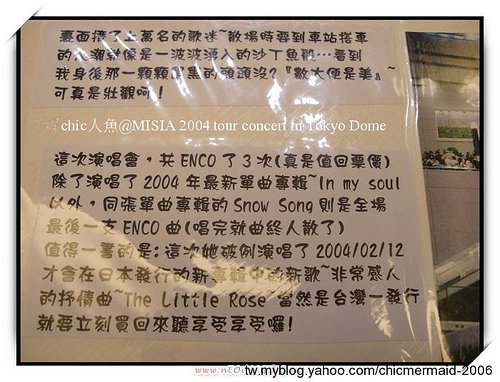 裏面擠了上萬名的歌迷~散場時要到車站搭車
的人潮就像是一波波湧入的沙丁魚般…看到
我身後那一顆顆黑黑的頭頭沒?『數大便是美』~
可真是壯觀呵!
chic人魚@MISIA 2004 tour concert in Tokyo Dome
這次演唱會,共ENCO了3次(真是值回票價)
除了演唱了2004年最新單曲專輯~In my soul
以外,同張單曲專輯的Snow Song則是全場
最後一支ENCO曲(唱完就曲終人散了)
值得一書的是:這次她破例演唱了2004/02/12
才會在日本發行的新專輯中的新歌~非常感人
的抒情曲~The Little Rose~當然是台灣一發行
就要立刻買回來聽享受享受囉!
tw.myblog.yahoo.com/chicmermaid-2006